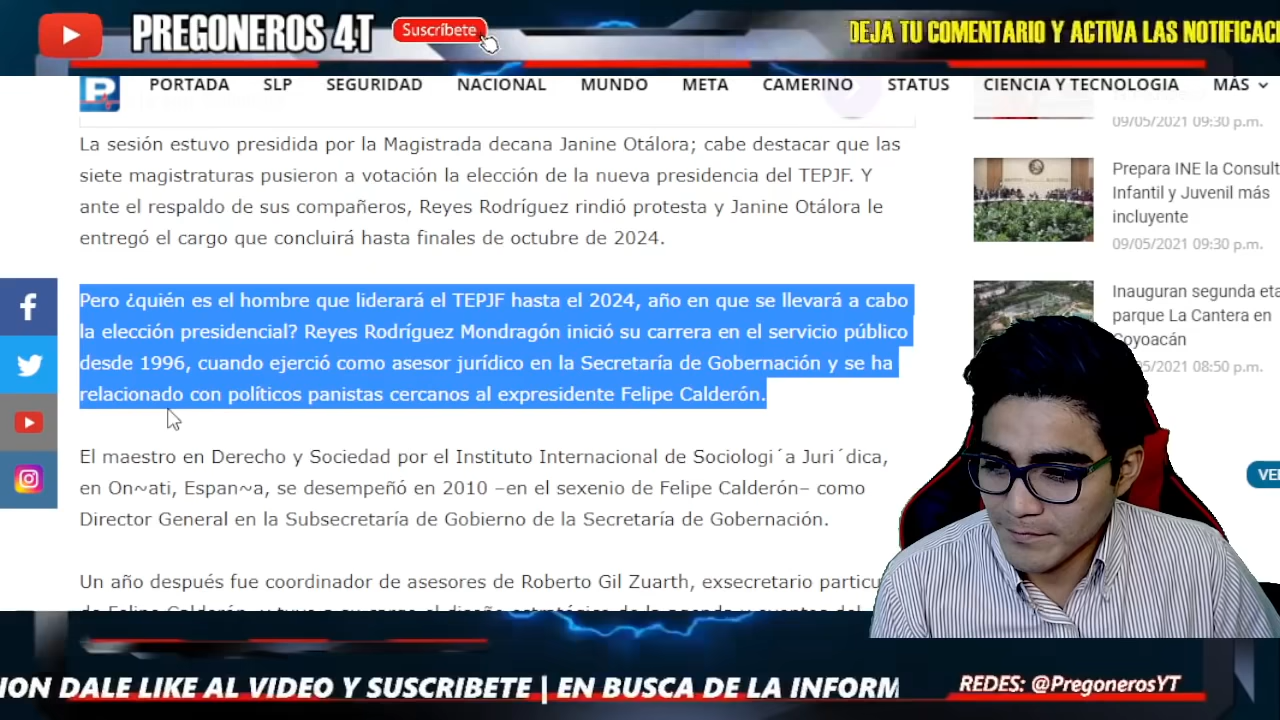 PREGONEROS 4T
Suscríbete
DEJA TU COMENTARIO Y ACTIVA LAS
PORTADA SLP SEGURIDAD NACIONAL MUNDO META CAMERINO STATUS CIENCIA Y TECNOLOGIA MÁS
La sesión estuvo presidida por la Magistrada decana Janine Otálora; cabe destacar que las
siete magistraturas pusieron a votación la elección de la nueva presidencia del TEPJF. Y
ante el respaldo de sus compañeros, Reyes Rodríguez rindió protesta y Janine Otálora le
entregó el cargo que concluirá hasta finales de octubre de 2024.
Pero ¿quién es el hombre que liderará el TEPJF hasta el 2024, año en que se llevará a cabo
la elección presidencial? Reyes Rodríguez Mondragón inició su carrera en el servicio público
desde 1996, cuando ejerció como asesor jurídico en la Secretaría de Gobernación y se ha
relacionado con políticos panistas cercanos al expresidente Felipe Calderón.
El maestro en Derecho y Sociedad por el Instituto Internacional de Sociologi´a Juri´dica,
en On~ati, Espan~a, se desempeñó en 2010 –en el sexenio de Felipe Calderón– como
Director General en la Subsecretaría de Gobierno de la Secretaría de Gobernación.
Un año después fue coordinador de asesores de Roberto Gil Zuarth, exsecretario
09/05/2021 09:30 p.m.
Prepara INE la
Infantil y Juvenil más
incluyente
09/05/2021 09:30 p.m.
Inauguran segunda
parque La Cantera en
Coyoacán
09/05/2021 08:50 p.m.
DALE LIKE AL VIDEO Y SUSCRIBETE | EN BUSCA DE LA
REDES: @PregonerosYT